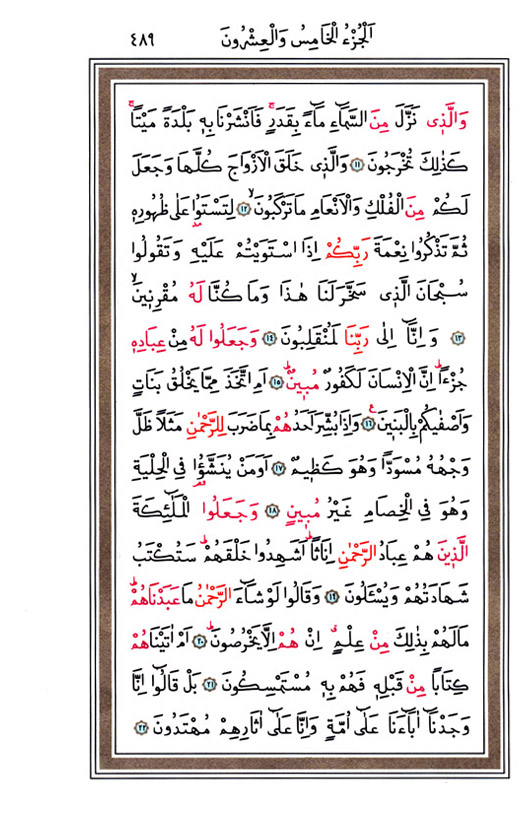 اَلْجُزْءُ الْخَامِسُ وَالْعِشْرُونَ ٤٨٩
وَالَّذ۪ي نَزَّلَ مِنَ السَّمَٓاءِ مَٓاءً بِقَدَرٍۚ فَاَنْشَرْنَا بِه۪ بَلْدَةً مَيْتًاۚ
كَذٰلِكَ تُخْرَجُونَ ﴿١١﴾ وَالَّذ۪ي خَلَقَ الْاَزْوَاجَ كُلَّهَا وَجَعَلَ
لَكُمْ مِنَ الْفُلْكِ وَالْاَنْعَامِ مَا تَرْكَبُونَۙ ﴿١٢﴾ لِتَسْتَوُ۫ا عَلٰى ظُهُورِه۪
ثُمَّ تَذْكُرُوا نِعْمَةَ رَبِّكُمْ اِذَا اسْتَوَيْتُمْ عَلَيْهِ وَتَقُولُوا
سُبْحَانَ الَّذ۪ي سَخَّرَ لَنَا هٰذَا وَمَا كُنَّا لَهُ مُقْرِن۪ينَۙ
﴿١٣﴾ وَاِنَّٓا اِلٰى رَبِّنَا لَمُنْقَلِبُونَ ﴿١٤﴾ وَجَعَلُوا لَهُ مِنْ عِبَادِه۪
جُزْءًاۜ اِنَّ الْاِنْسَانَ لَكَفُورٌ مُب۪ينٌۜ ﴿١٥﴾ اَمِ اتَّخَذَ مِمَّا يَخْلُقُ بَنَاتٍ
وَاَصْفٰيكُمْ بِالْبَن۪ينَۚ ﴿١٦﴾ وَاِذَا بُشِّرَ اَحَدُهُمْ بِمَا ضَرَبَ لِلرَّحْمٰنِ مَثَلًا ظَلَّ
وَجْهُهُ مُسْوَدًّا وَهُوَ كَظ۪يمٌ ﴿١٧﴾ اَوَمَنْ يُنَشَّؤُ۬ا فِي الْحِلْيَةِ
وَهُوَ فِي الْخِصَامِ غَيْرُ مُب۪ينٍ ﴿١٨﴾ وَجَعَلُوا الْمَلٰٓئِكَةَ
الَّذ۪ينَ هُمْ عِبَادُ الرَّحْمٰنِ اِنَاثًاۜ اَشَهِدُوا خَلْقَهُمْۜ سَتُكْتَبُ
شَهَادَتُهُمْ وَيُسْـَٔلُونَ ﴿١٩﴾ وَقَالُوا لَوْ شَٓاءَ الرَّحْمٰنُ مَا عَبَدْنَاهُمْۜ
مَا لَهُمْ بِذٰلِكَ مِنْ عِلْمٍۗ اِنْ هُمْ اِلَّا يَخْرُصُونَۜ ﴿٢٠﴾ اَمْ اٰتَيْنَاهُمْ
كِتَابًا مِنْ قَبْلِه۪ فَهُمْ بِه۪ مُسْتَمْسِكُونَ ﴿٢١﴾ بَلْ قَالُٓوا اِنَّا
وَجَدْنَٓا اٰبَٓاءَنَا عَلٰٓى اُمَّةٍ وَاِنَّا عَلٰٓى اٰثَارِهِمْ مُهْتَدُونَ ﴿٢٢﴾